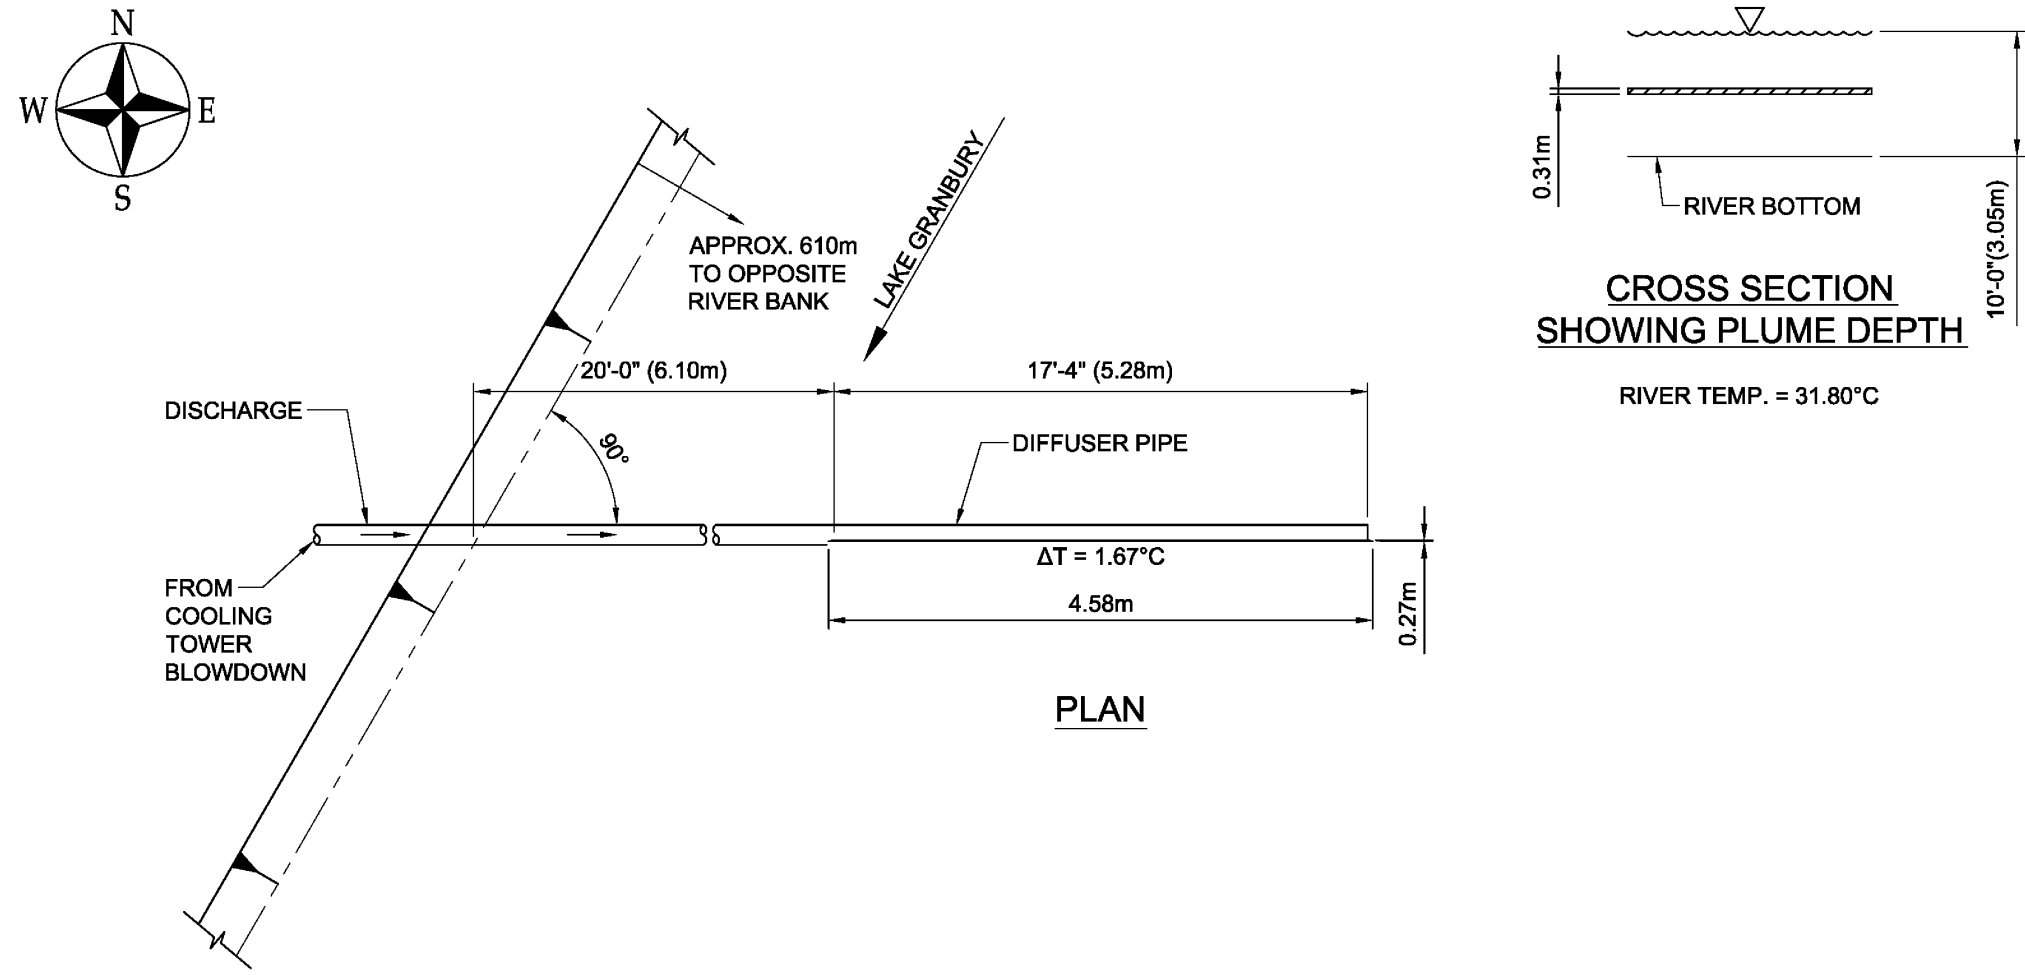 N
W
E
S
APPROX. 610m
TO OPPOSITE
RIVER BANK
LAKE GRANBURY
20'-0" (6.10m)
17'-4" (5.28m)
DISCHARGE
90°
DIFFUSER PIPE
FROM
COOLING
TOWER
BLOWDOWN
ΔT = 1.67°C
4.58m
0.27m
PLAN
0.31m
RIVER BOTTOM
10'-0"(3.05m)
CROSS SECTION
SHOWING PLUME DEPTH
RIVER TEMP. = 31.80°C